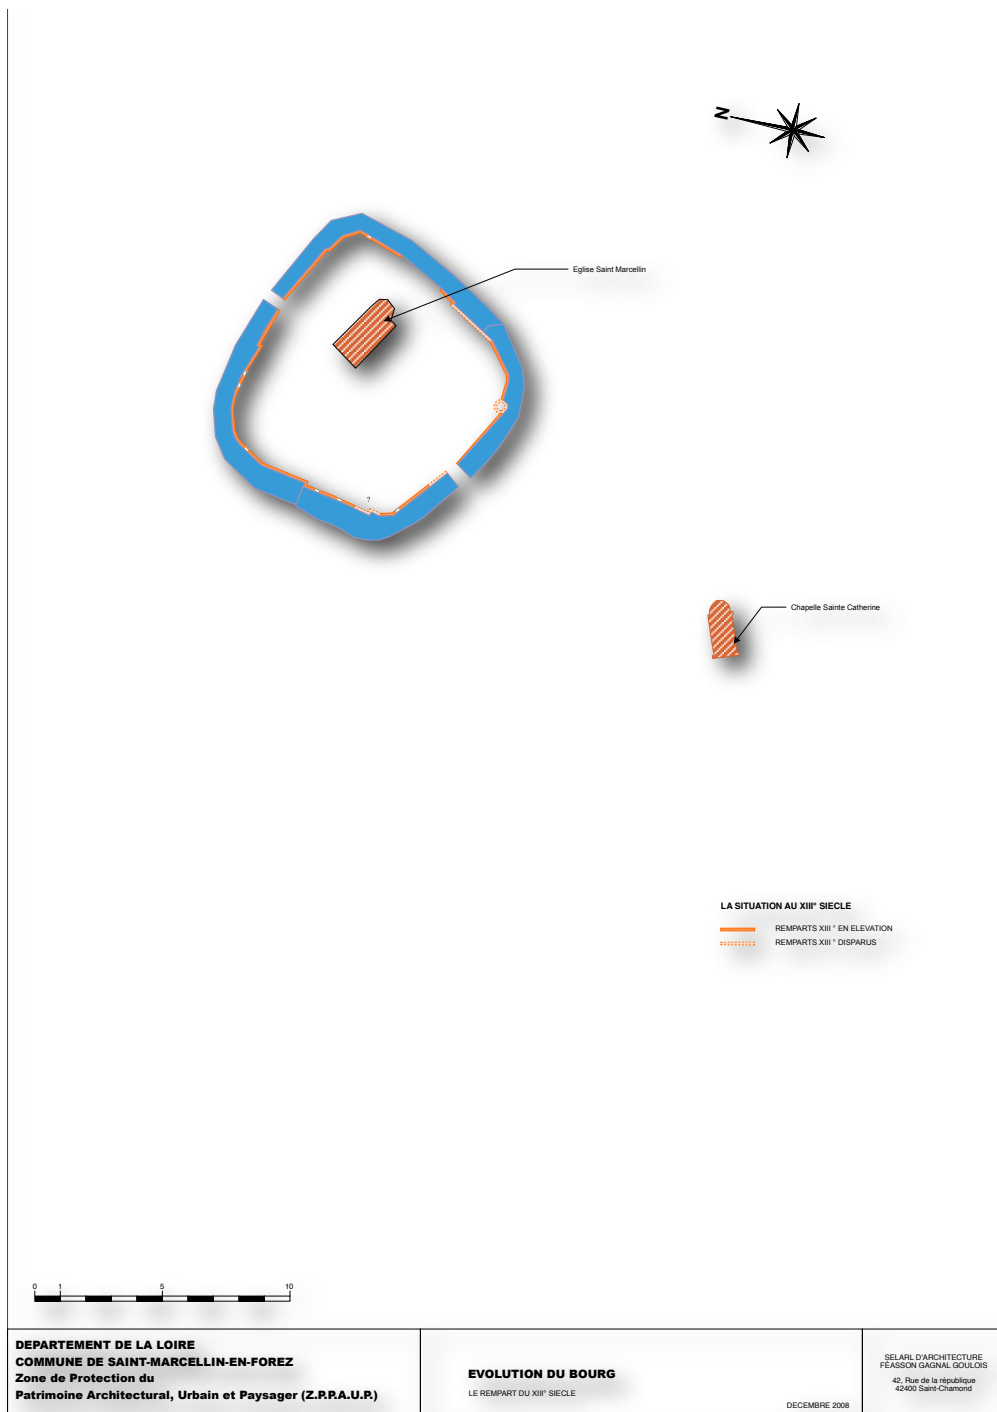 N
Eglise Saint Marcellin
?
Chapelle Sainte Catherine
LA SITUATION AU XIII° SIECLE
REMPARTS XIII ° EN ELEVATION
REMPARTS XIII ° DISPARUS
0 1 5 10
DEPARTEMENT DE LA LOIRE
COMMUNE DE SAINT-MARCELLIN-EN-FOREZ
Zone de Protection du
Patrimoine Architectural, Urbain et Paysager (Z.P.P.A.U.P.)
EVOLUTION DU BOURG
LE REMPART DU XIII° SIECLE
DECEMBRE 2008
SELARL D'ARCHITECTURE
FÉASSON GAGNAL GOULOIS
42, Rue de la république
42400 Saint-Chamond